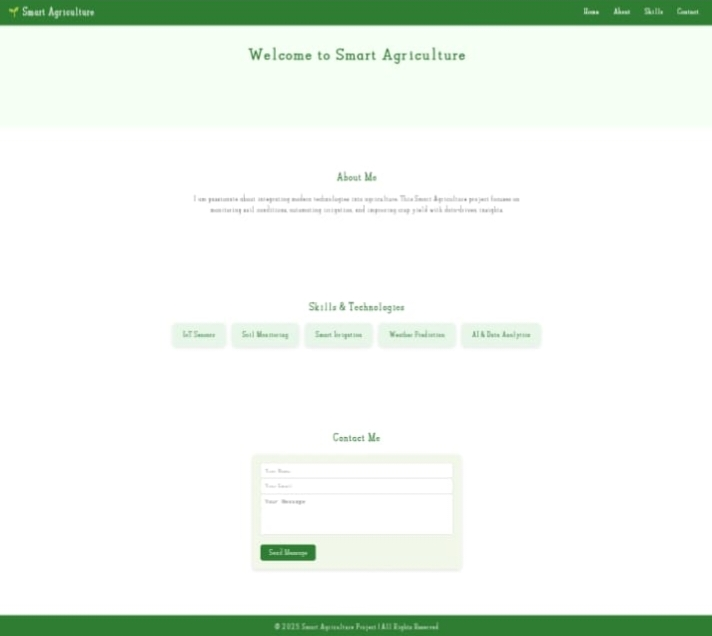 🌱 Smart Agriculture
Home About Skills Contact
Welcome to Smart Agriculture
About Me
I am passionate about integrating modern technologies into agriculture. This Smart Agriculture project focuses on
monitoring soil conditions, automating irrigation, and improving crop yield with data-driven insights.
Skills & Technologies
IoT Sensors
Soil Monitoring
Smart Irrigation
Weather Prediction
AI & Data Analytics
Contact Me
Your Name
Your Email
Your Message
Send Message
© 2025 Smart Agriculture Project | All Rights Reserved